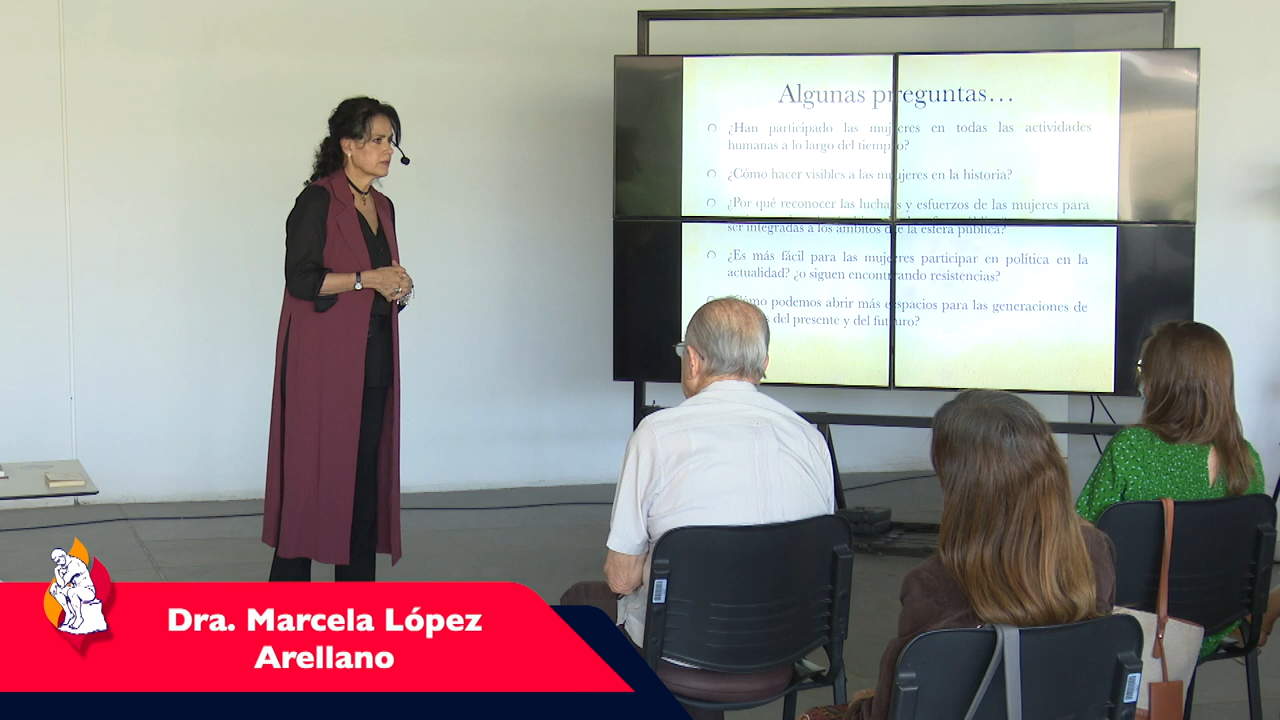 Algunas preguntas…
¿Han participado las mujeres en todas las actividades
humanas a lo largo del tiempo?
¿Cómo hacer visibles a las mujeres en la historia?
¿Por qué reconocer las luchas y esfuerzos de las mujeres para
ser integradas a los ámbitos de la esfera pública?
¿Es más fácil para las mujeres participar en política en la
actualidad? ¿o siguen encontrando resistencias?
podemos abrir más espacios para las generaciones de
del presente y del futuro?
Dra. Marcela López
Arellano